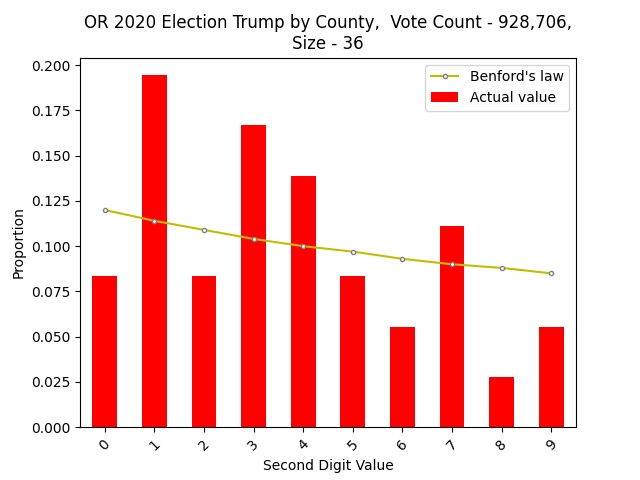 OR 2020 Election Trump by County,  Vote Count - 928,706,
Size - 36
Benford's law
Actual value
Proportion
0.200
0.175
0.150
0.125
0.100
0.075
0.050
0.025
0.000
0 1 2 3 4 5 6 7 8 9
Second Digit Value